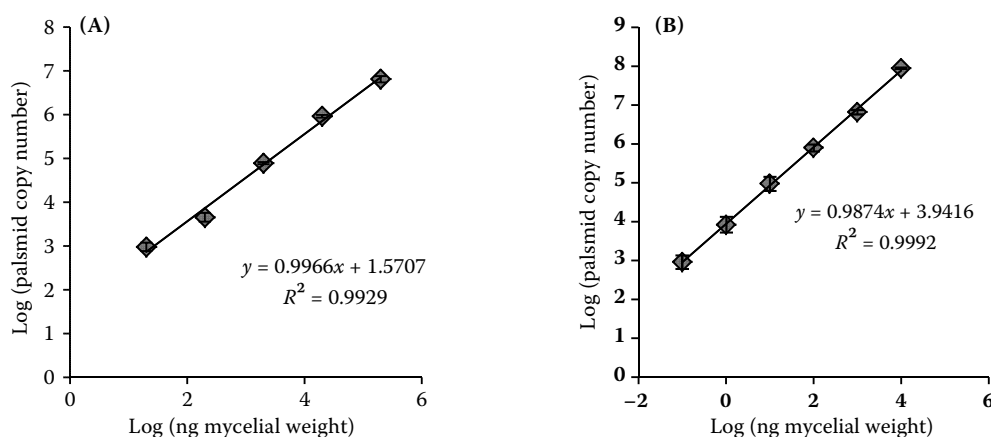 (A)
Log (palsmid copy number)
8
7
6
5
4
3
2
1
0
y = 0.9966x + 1.5707
R² = 0.9929
0 2 4 6
Log (ng mycelial weight)
(B)
Log (palsmid copy number)
9
8
7
6
5
4
3
2
1
0
y = 0.9874x + 3.9416
R² = 0.9992
−2 0 2 4 6
Log (ng mycelial weight)